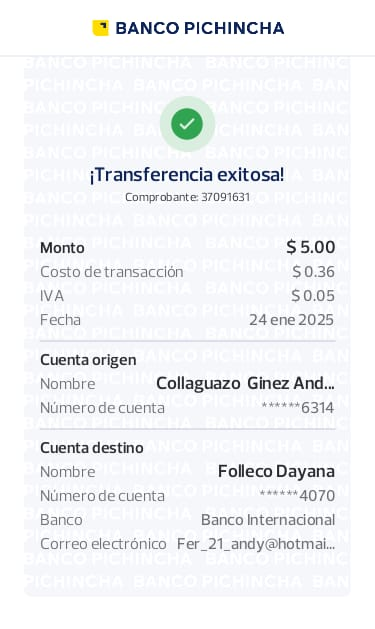 BANCO PICHINCHA
¡Transferencia exitosa!
Comprobante: 37091631
Monto $ 5.00
Costo de transacción $ 0.36
IVA $ 0.05
Fecha 24 ene 2025
Cuenta origen
Nombre Collaguazo Ginez And...
Número de cuenta ******6314
Cuenta destino
Nombre Folleco Dayana
Número de cuenta ******4070
Banco Banco Internacional
Correo electrónico Fer_21_andy@hotmai...